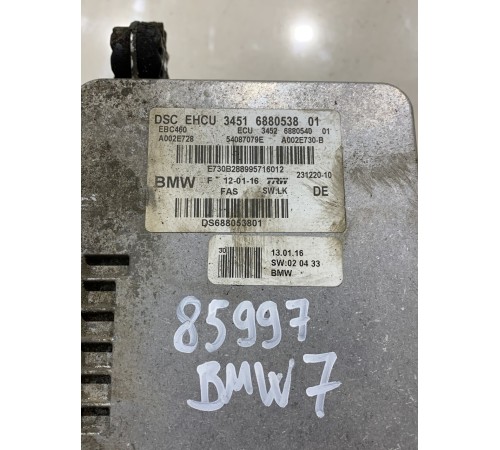 DSC EHCU 3451 6880538 01
EBC460 ECU 3452 6880540 01
A002E728 54087079E A002E730-B
E730B288995716012
BMW F 12-01-16 TRW 231220-10
FAS SW:LK DE
DS688053801
3D 13.01.16
SW:02 04 33
BMW
85997
BMW 7